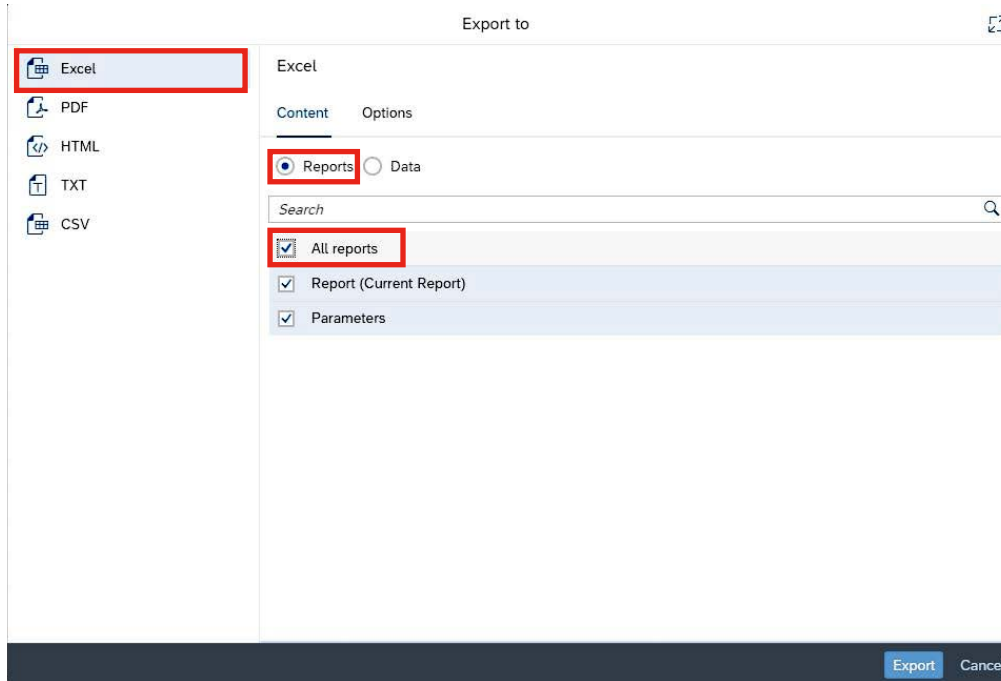 Export to
Excel
PDF
HTML
TXT
CSV
Excel
Content Options
Reports Data
Search
All reports
Report (Current Report)
Parameters
Export Cance